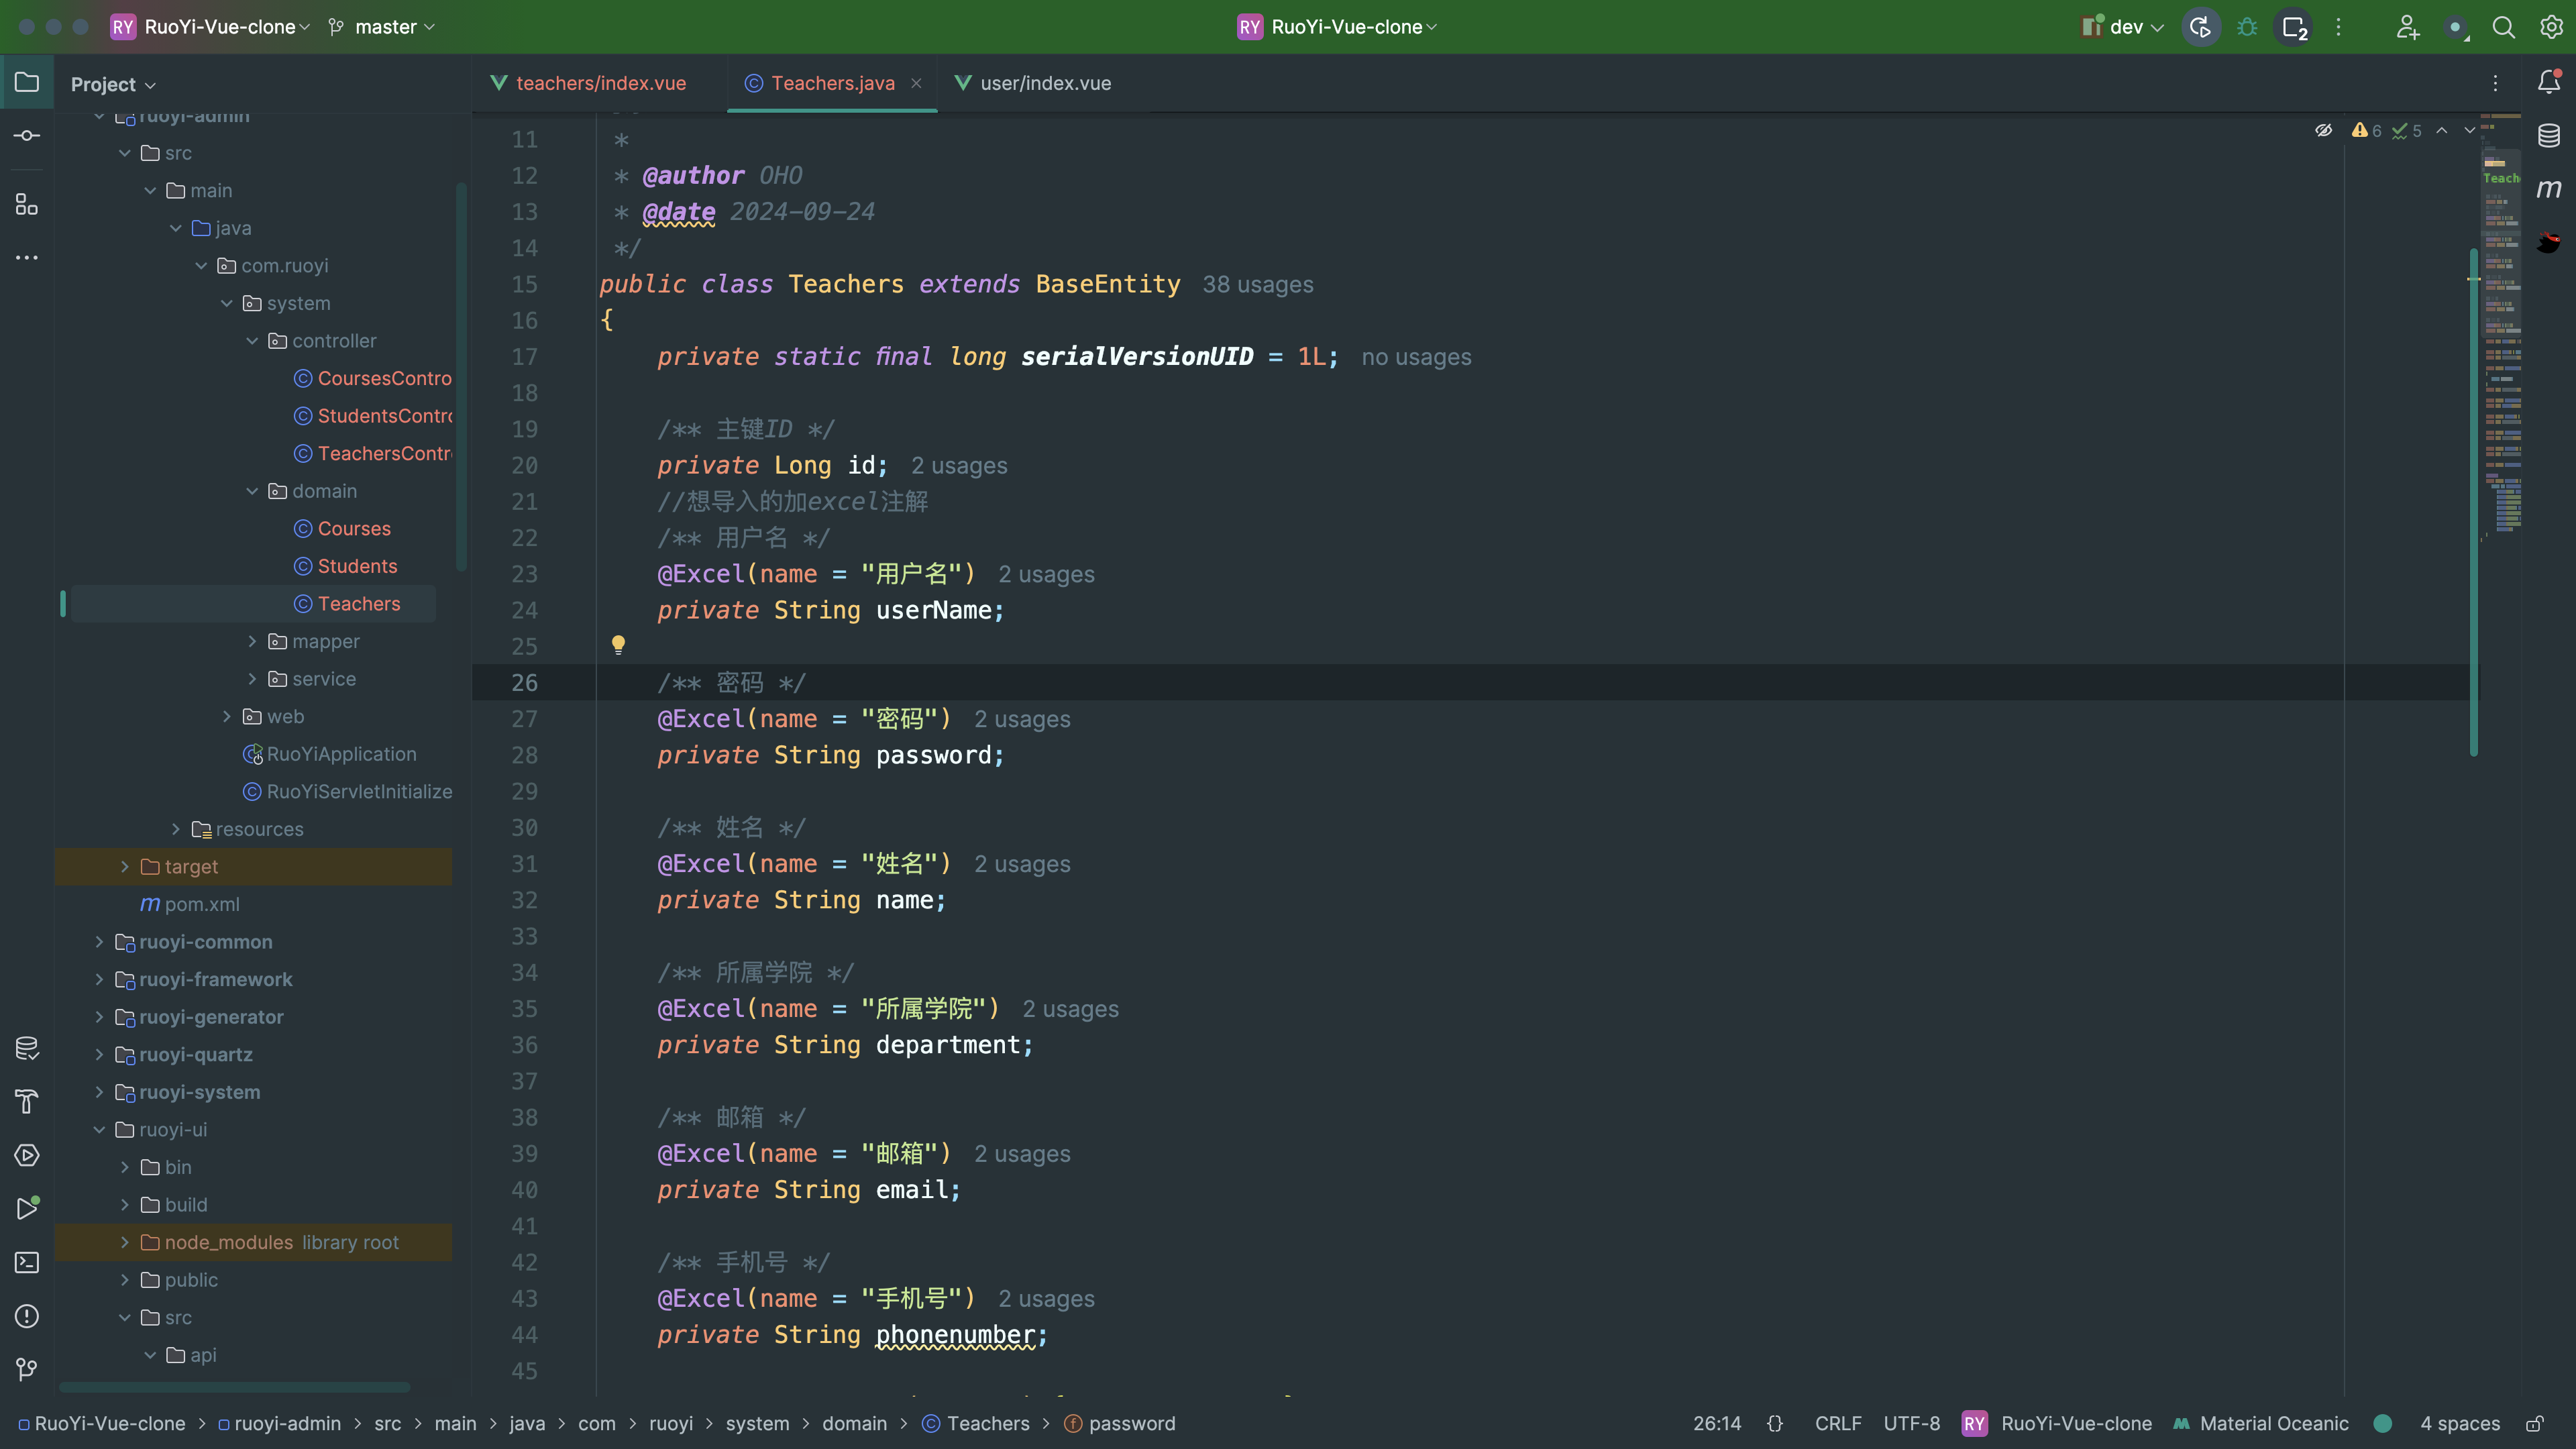 RY RuoYi-Vue-clone master RY RuoYi-Vue-clone dev 2
Project
teachers/index.vue Teachers.java user/index.vue
6 5
ruoyi-admin
src
main
java
com.ruoyi
system
controller
CoursesContro
StudentsContro
TeachersContr
domain
Courses
Students
Teachers
mapper
service
web
RuoYiApplication
RuoYiServletInitialize
resources
target
pom.xml
ruoyi-common
ruoyi-framework
ruoyi-generator
ruoyi-quartz
ruoyi-system
ruoyi-ui
bin
build
node_modules library root
public
src
api
11 *
12 * @author OHO
13 * @date 2024-09-24
14 */
15 public class Teachers extends BaseEntity 38 usages
16 {
17 private static final long serialVersionUID = 1L; no usages
18
19 /** 主键ID */
20 private Long id; 2 usages
21 //想导入的加excel注解
22 /** 用户名 */
23 @Excel(name = "用户名") 2 usages
24 private String userName;
25
26 /** 密码 */
27 @Excel(name = "密码") 2 usages
28 private String password;
29
30 /** 姓名 */
31 @Excel(name = "姓名") 2 usages
32 private String name;
33
34 /** 所属学院 */
35 @Excel(name = "所属学院") 2 usages
36 private String department;
37
38 /** 邮箱 */
39 @Excel(name = "邮箱") 2 usages
40 private String email;
41
42 /** 手机号 */
43 @Excel(name = "手机号") 2 usages
44 private String phonenumber;
45
Teach
m
RuoYi-Vue-clone > ruoyi-admin > src > main > java > com > ruoyi > system > domain > Teachers > password 26:14 {} CRLF UTF-8 RY RuoYi-Vue-clone Material Oceanic 4 spaces